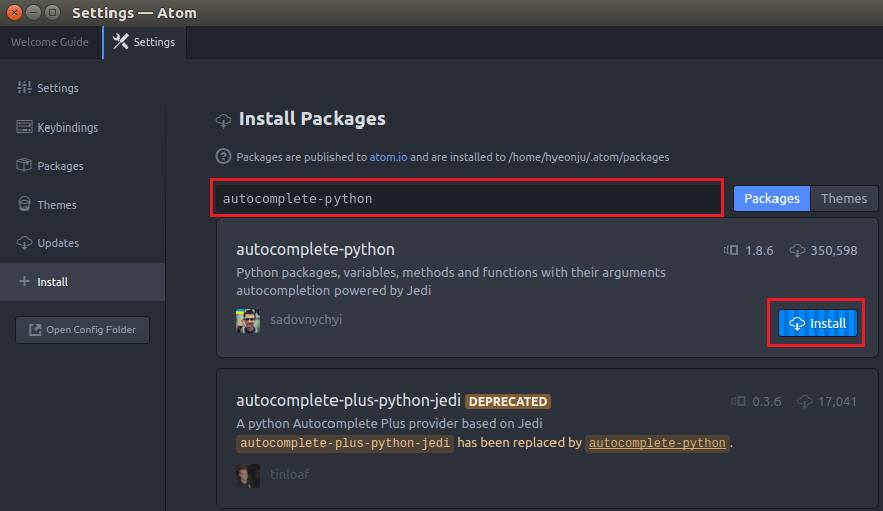 Settings — Atom
Welcome Guide
Settings
Settings
Keybindings
Packages
Themes
Updates
Install
Open Config Folder
Install Packages
Packages are published to atom.io and are installed to /home/hyeonju/.atom/packages
autocomplete-python
Packages
Themes
autocomplete-python
1.8.6
350,598
Python packages, variables, methods and functions with their arguments
autocompletion powered by Jedi
sadovnychyi
Install
autocomplete-plus-python-jedi DEPRECATED
0.3.6
17,041
A python Autocomplete Plus provider based on Jedi
autocomplete-plus-python-jedi has been replaced by autocomplete-python.
tinloaf